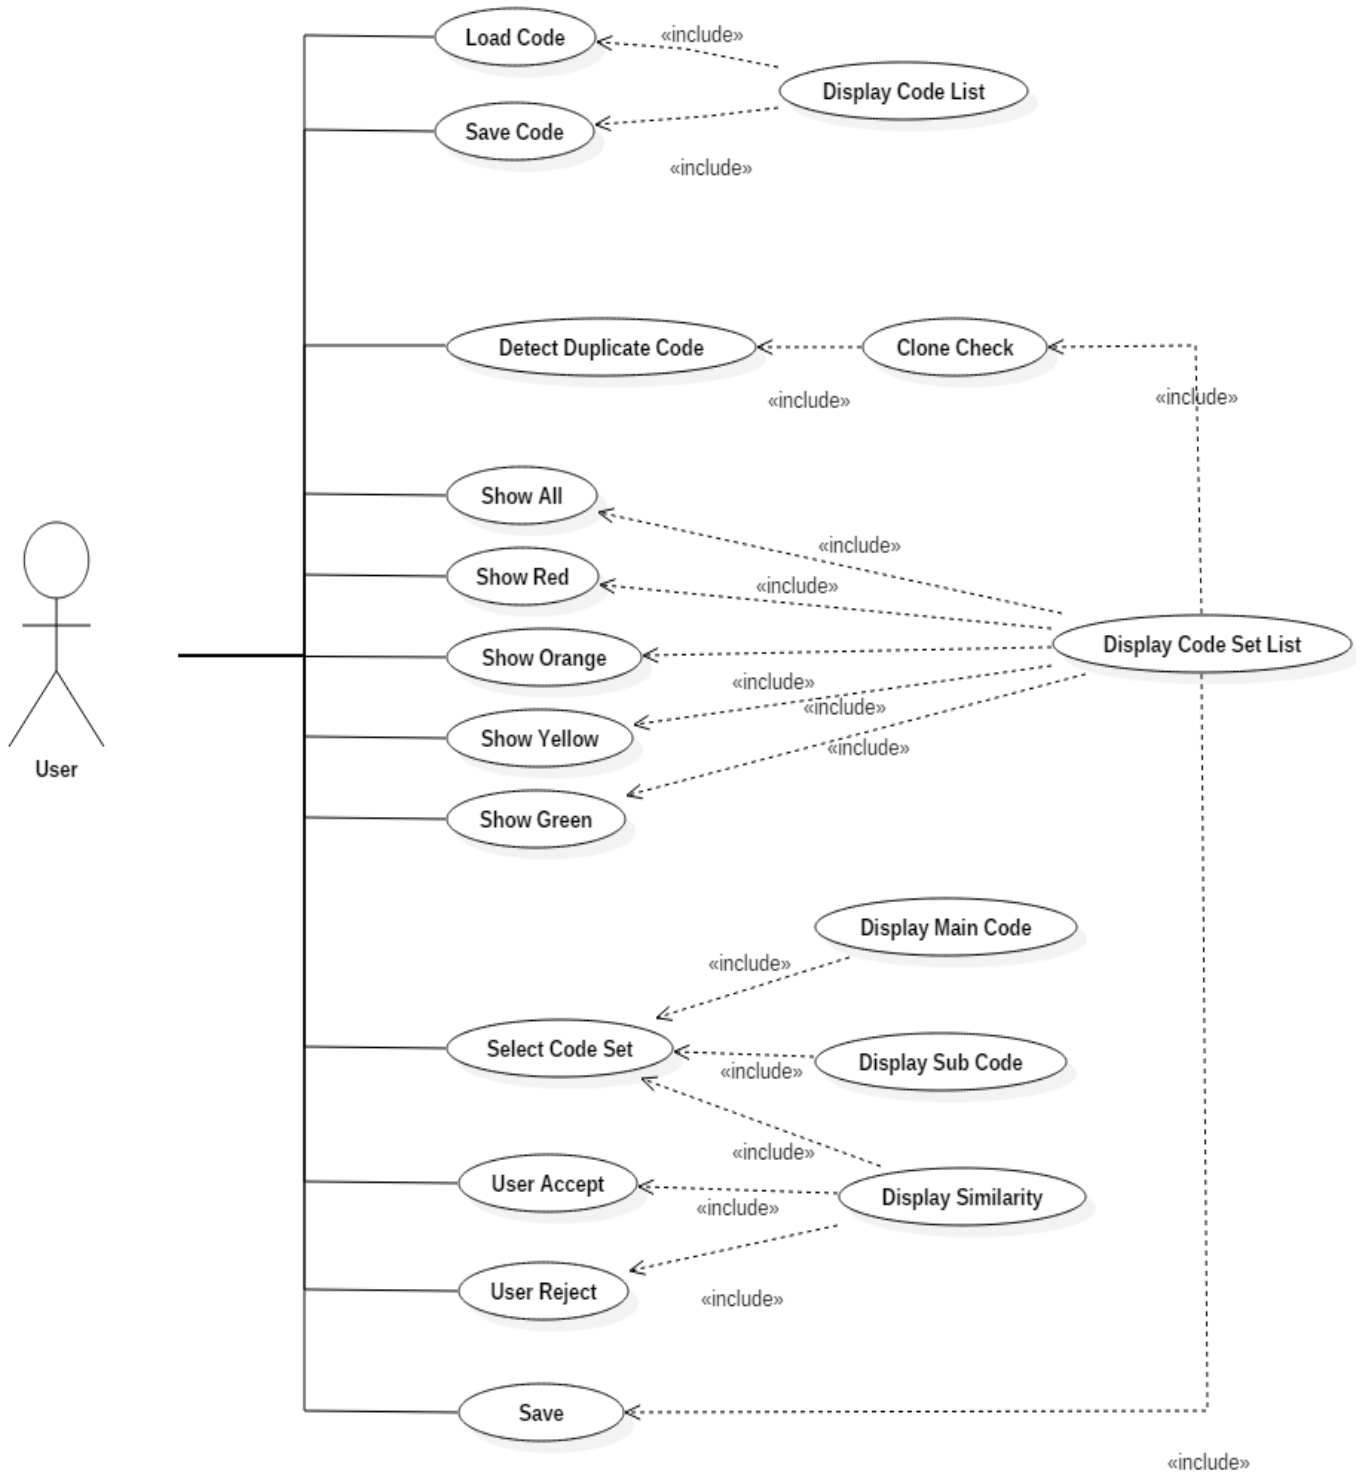 Load Code
«include»
Display Code List
Save Code
«include»
Detect Duplicate Code
Clone Check
«include»
«include»
Show All
«include»
Show Red
«include»
Display Code Set List
Show Orange
«include»
«include»
Show Yellow
«include»
User
Show Green
Display Main Code
«include»
Select Code Set
Display Sub Code
«include»
«include»
User Accept
Display Similarity
«include»
User Reject
«include»
Save
«include»